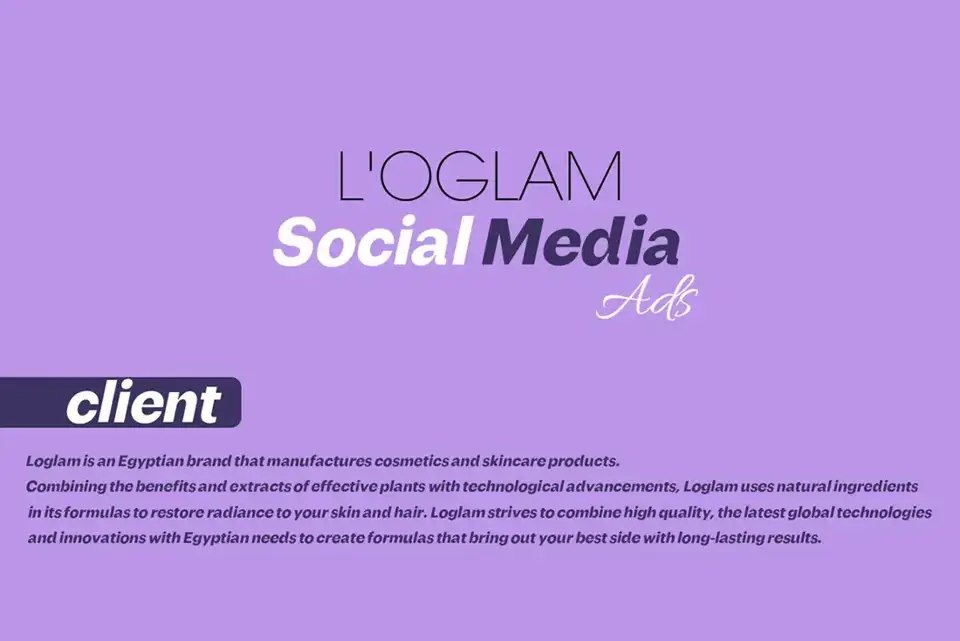 L'OGLAM
Social Media
Ads
client
Loglam is an Egyptian brand that manufactures cosmetics and skincare products.
Combining the benefits and extracts of effective plants with technological advancements, Loglam uses natural ingredients
in its formulas to restore radiance to your skin and hair. Loglam strives to combine high quality, the latest global technologies
and innovations with Egyptian needs to create formulas that bring out your best side with long-lasting results.